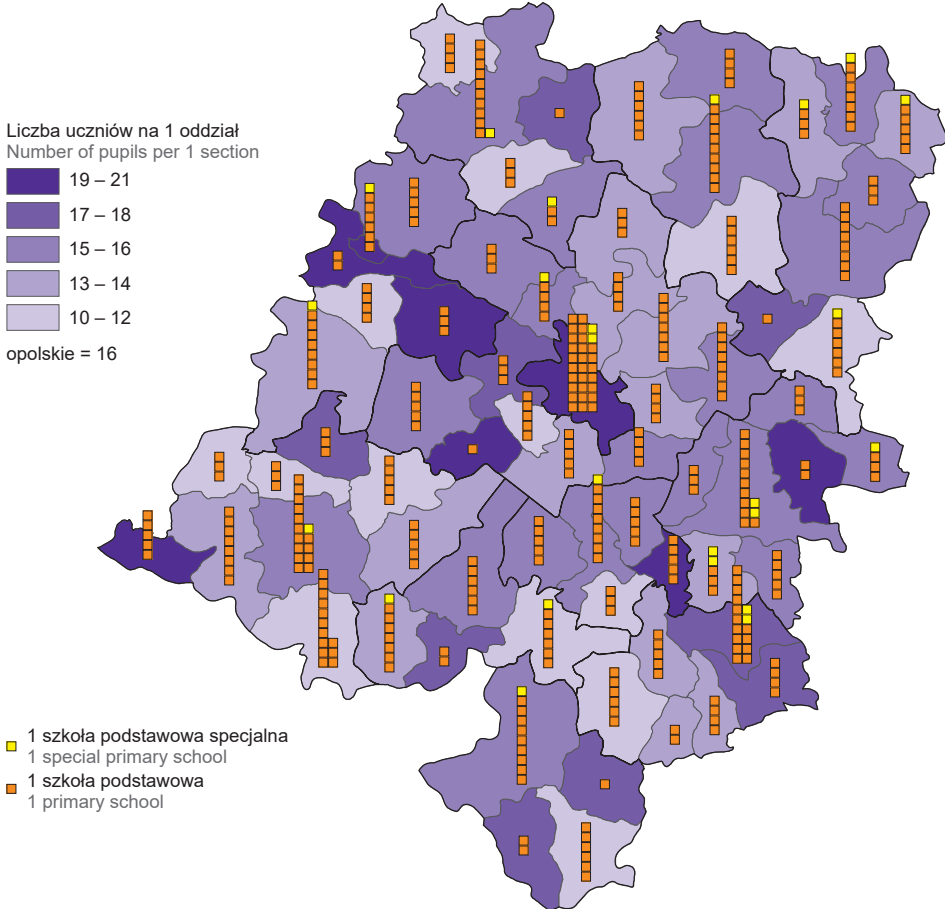 Liczba uczniów na 1 oddział
Number of pupils per 1 section
19 – 21
17 – 18
15 – 16
13 – 14
10 – 12
opolskie = 16
1 szkoła podstawowa specjalna
1 special primary school
1 szkoła podstawowa
1 primary school